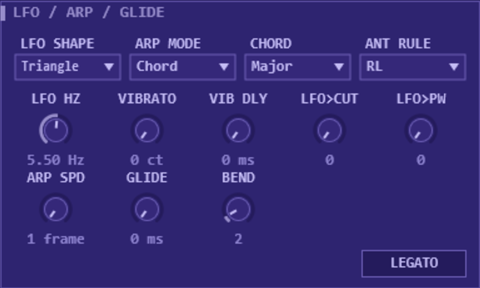 LFO / ARP / GLIDE
LFO SHAPE ARP MODE CHORD ANT RULE
Triangle Chord Major RL
LFO HZ VIBRATO VIB DLY LFO>CUT LFO>PW
5.50 Hz 0 ct 0 ms 0 0
ARP SPD GLIDE BEND
1 frame 0 ms 2
LEGATO